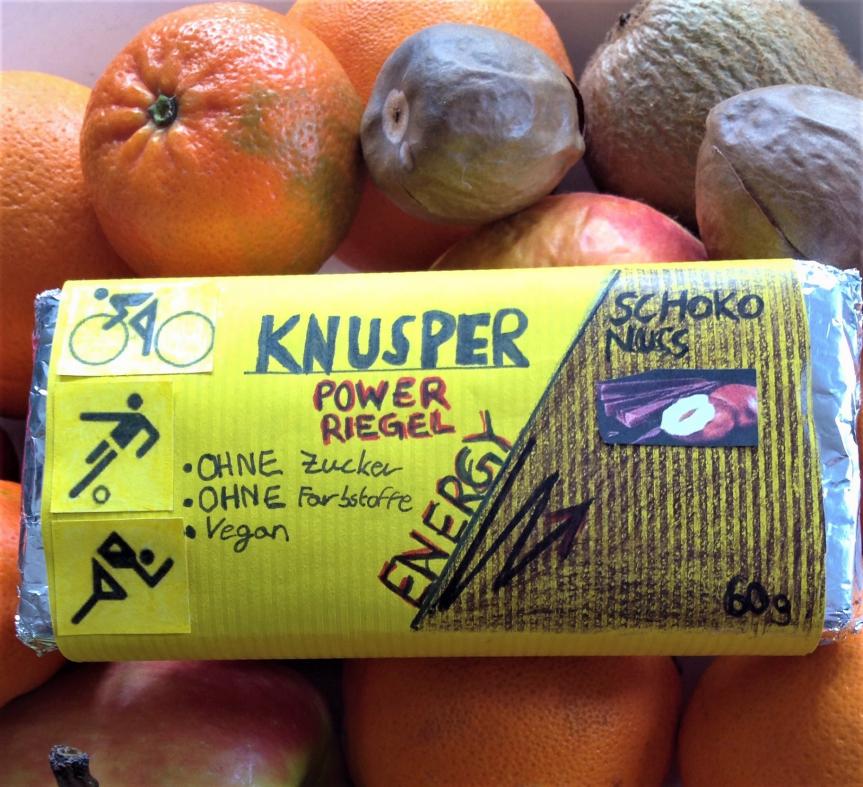 KNUSPER
POWER
RIEGEL
• OHNE Zucker
• OHNE Farbstoffe
• Vegan
ENERGY
SCHOKO
NUSS
60g